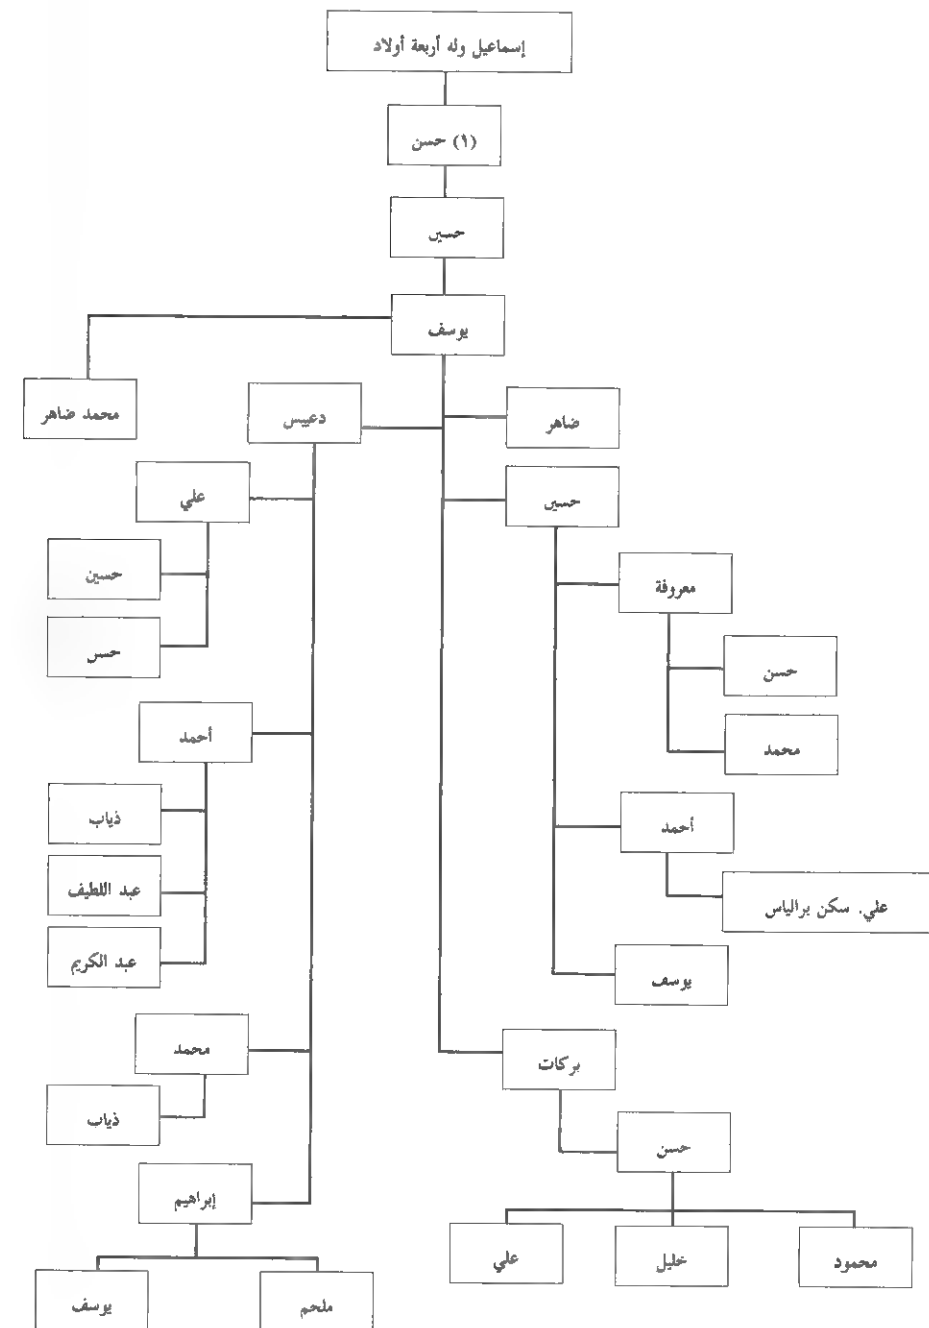 إسماعيل وله أربعة أولاد
(١) حسن
حسين
يوسف
محمد ضاهر
ضاهر
دعيبس
حسين
علي
معروفة
حسين
حسن
حسن
محمد
أحمد
ذياب
أحمد
عبد اللطيف
علي. سكن برالياس
عبد الكريم
يوسف
محمد
بركات
ذياب
حسن
إبراهيم
محمود
خليل
علي
ملحم
يوسف